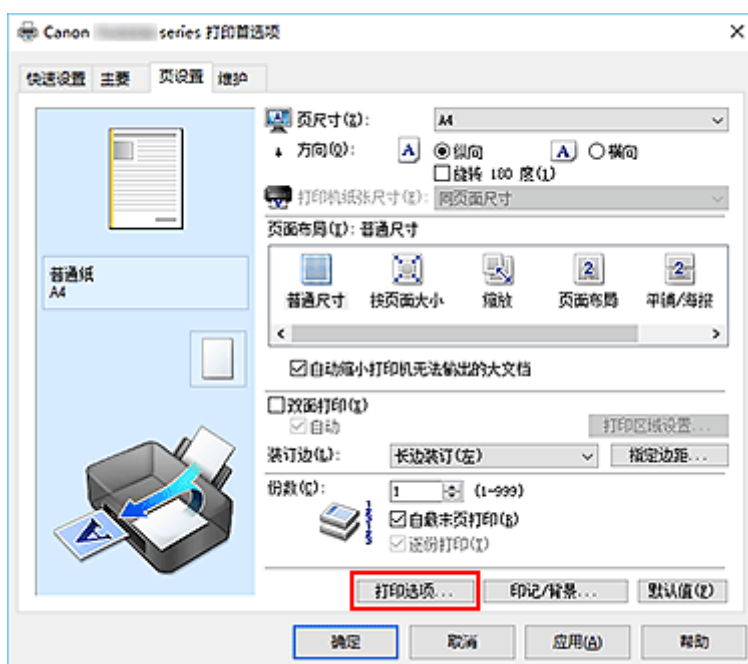 Canon series 打印首选项
快速设置 主要 页设置 维护
页尺寸(Z): A4
方向(O): A 纵向 A 横向
旋转 180 度(1)
打印机纸张尺寸(E): 同页面尺寸
页面布局(I): 普通尺寸
普通尺寸 按页面大小 缩放 页面布局 平铺/海报
自动缩小打印机无法输出的大文档
双面打印(X)
自动 打印区域设置...
装订边(L): 长边装订(左) 指定边距...
份数(C): 1 (1-999)
自最末页打印(B)
逐份打印(T)
普通纸
A4
打印选项... 印记/背景... 默认值(F)
确定 取消 应用(A) 帮助